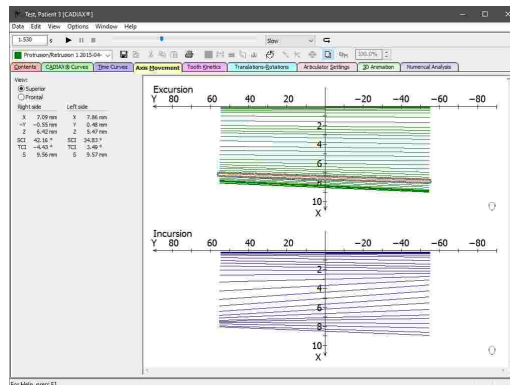 Test, Patient 3 [CADIAX®]
Data Edit View Options Window Help
1.530 s Slow
Protrusion/Retrusion 1 2015-04- 100.0%
Contents CADIAX® Curves Time Curves Axis Movement Tooth Kinetics Translations-Rotations Articulator Settings 3D Animation Numerical Analysis
View:
Superior
Frontal
Right side Left side
X 7.09 mm X 7.86 mm
-Y -0.55 mm Y 0.48 mm
Z 6.42 mm Z 5.47 mm
SCI 42.16 ° SCI 34.83 °
TCI -4.43 ° TCI 3.49 °
S 9.56 mm S 9.57 mm
Excursion
Y 80 60 40 20 -20 -40 -60 -80
2
4
6
8
10
X
Incursion
Y 80 60 40 20 -20 -40 -60 -80
2
4
6
8
10
X
For Help, press F1